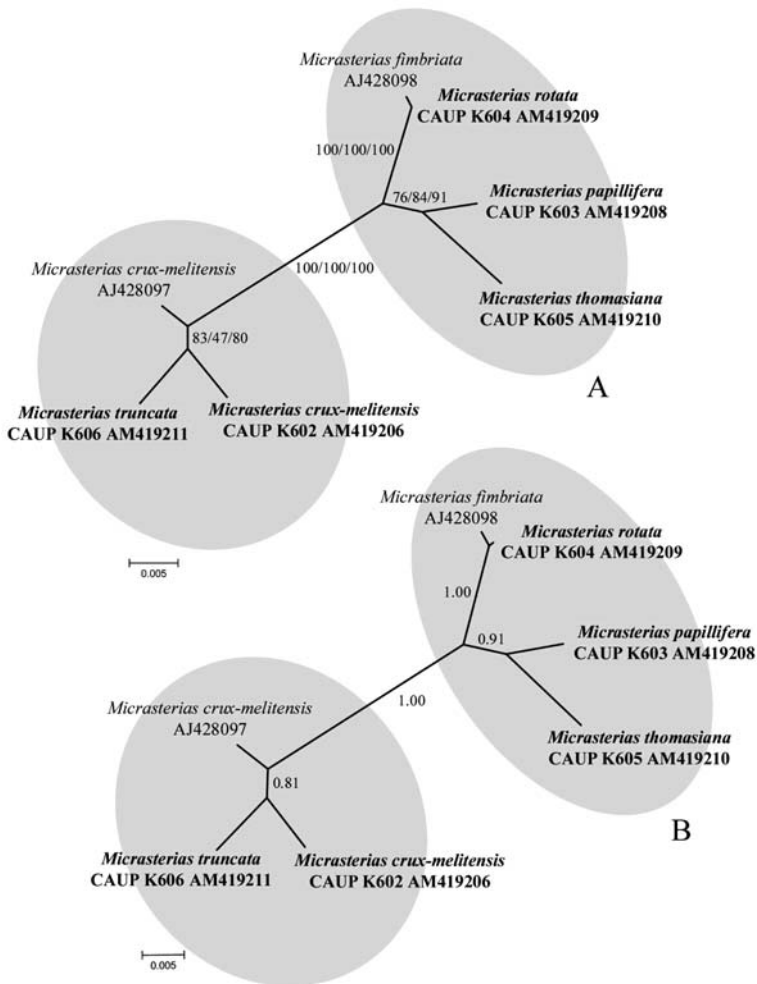 Micrasterias fimbriata
AJ428098
Micrasterias rotata
CAUP K604 AM419209
100/100/100
76/84/91
Micrasterias papillifera
CAUP K603 AM419208
Micrasterias crux-melitensis
AJ428097
100/100/100
Micrasterias thomasiana
CAUP K605 AM419210
83/47/80
A
Micrasterias truncata
CAUP K606 AM419211
Micrasterias crux-melitensis
CAUP K602 AM419206
0.005
Micrasterias fimbriata
AJ428098
Micrasterias rotata
CAUP K604 AM419209
1.00
0.91
Micrasterias papillifera
CAUP K603 AM419208
Micrasterias crux-melitensis
AJ428097
1.00
Micrasterias thomasiana
CAUP K605 AM419210
0.81
B
Micrasterias truncata
CAUP K606 AM419211
Micrasterias crux-melitensis
CAUP K602 AM419206
0.005